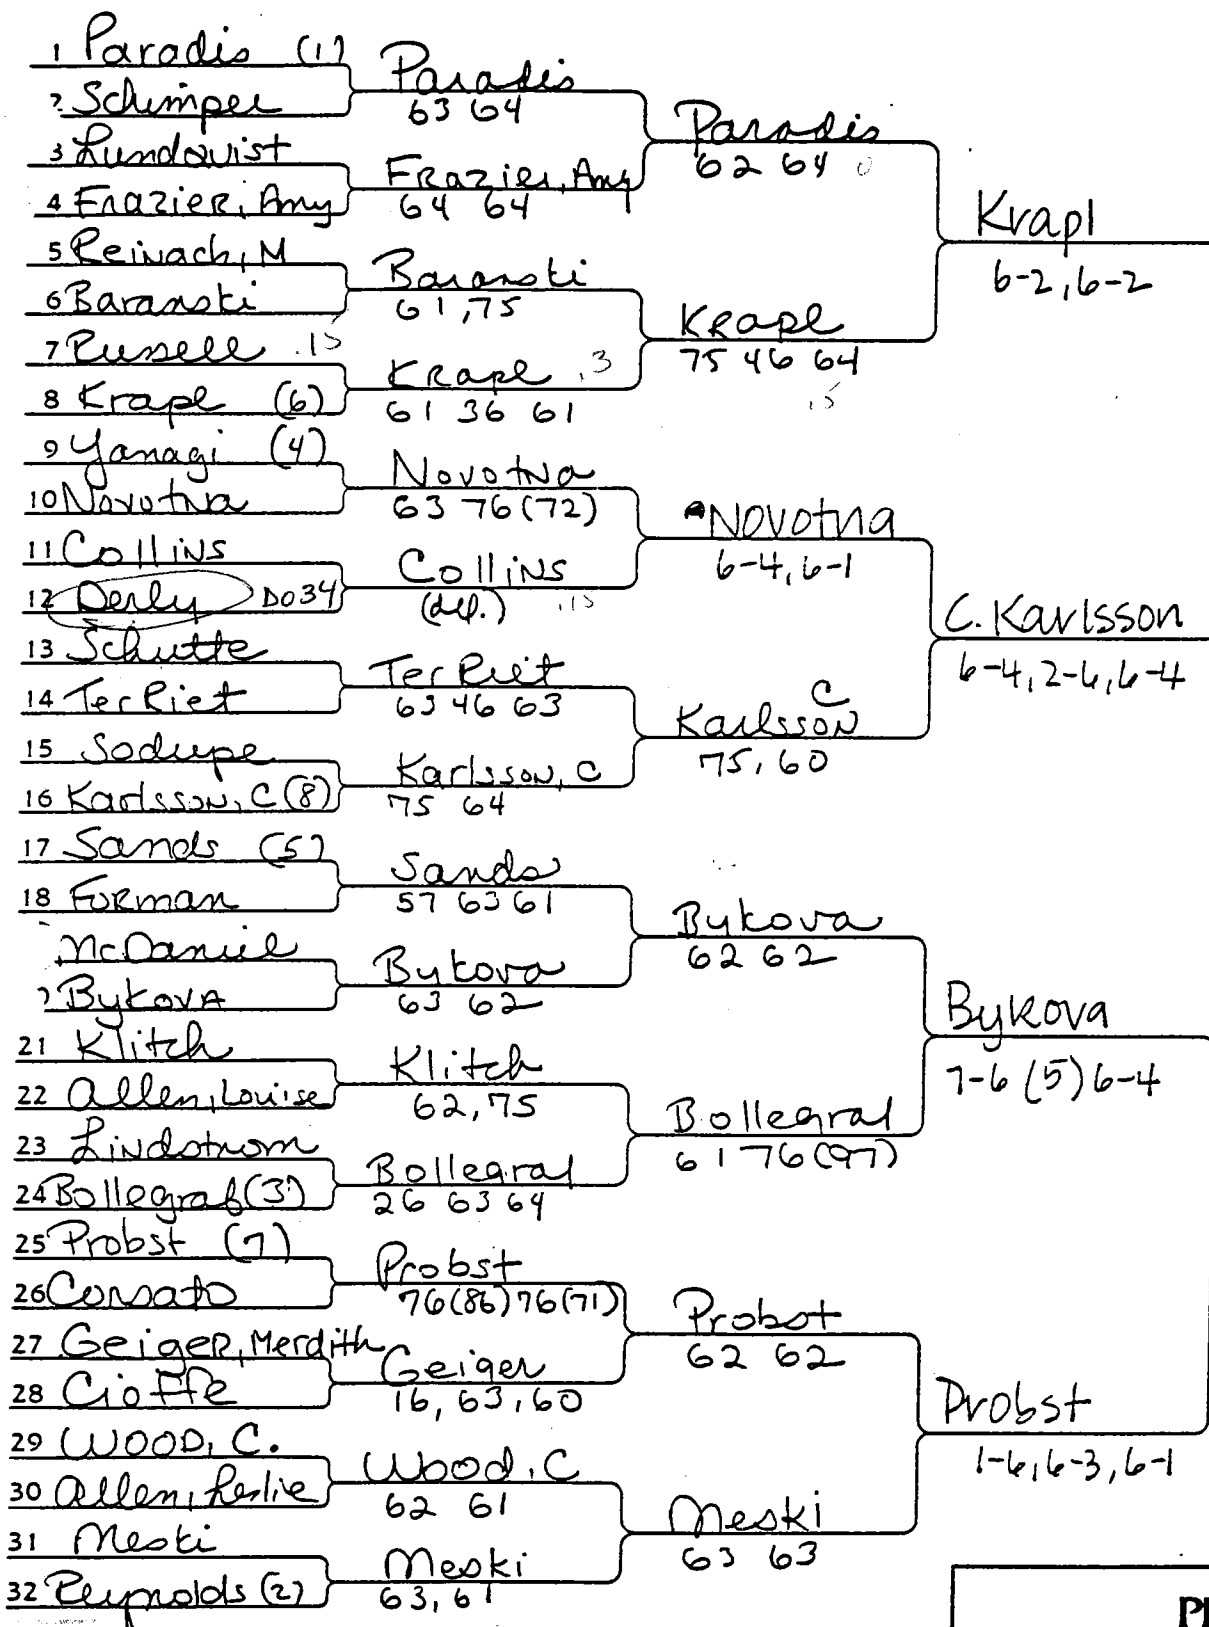 1 Paradis (1)
2 Schimper
3 Lundqvist
4 Frazier, Amy
5 Reinach, M
6 Baranski
7 Russell .15
8 Krapl (6)
9 Yanagi (4)
10 Novotna
11 Collins
12 Derly DO34
13 Schutte
14 Ter Riet
15 Sodupe
16 Karlsson, C (8)
17 Sands (5)
18 Forman
McDaniel
Bykova
21 Klitch
22 Allen, Louise
23 Lindstrom
24 Bollegraf (3)
25 Probst (7)
26 Corsato
27 Geiger, Merdith
28 Cioffe
29 Wood, C.
30 Allen, Leslie
31 Meski
32 Reynolds (2)
Paradis
63 64
Frazier, Amy
64 64
Baranski
61, 75
Krapl .3
61 36 61
Novotna
63 76 (72)
Collins
(def.) .15
Ter Riet
63 46 63
Karlsson, C
75 64
Sands
57 63 61
Bykova
63 62
Klitch
62, 75
Bollegraf
26 63 64
Probst
76(86) 76(71)
Geiger
16, 63, 60
Wood, C
62 61
Meski
63, 61
Paradis
62 64 0
Krapl
75 46 64
.15
Novotna
6-4, 6-1
C
Karlsson
75, 60
Bykova
62 62
Bollegraf
61 76 (97)
Probst
62 62
Meski
63 63
Krapl
6-2, 6-2
C. Karlsson
6-4, 2-6, 6-4
Bykova
7-6 (5) 6-4
Probst
1-6, 6-3, 6-1